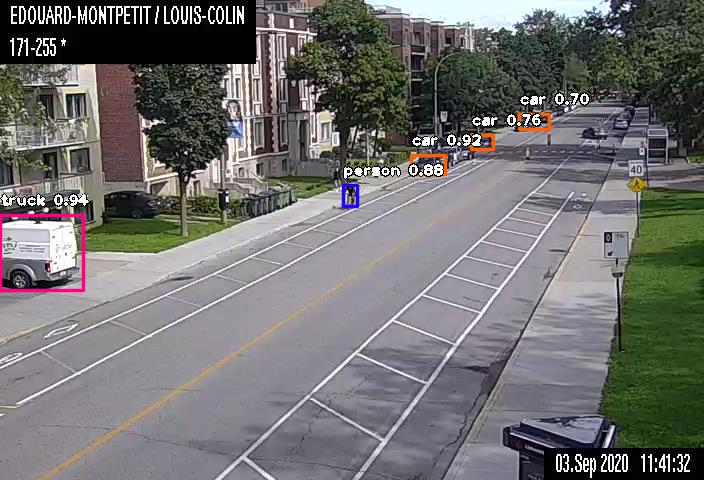 EDOUARD-MONTPETIT / LOUIS-COLIN
171-255 *
car 0.70
car 0.76
car 0.92
person 0.88
truck 0.94
40
03.Sep 2020 11:41:32